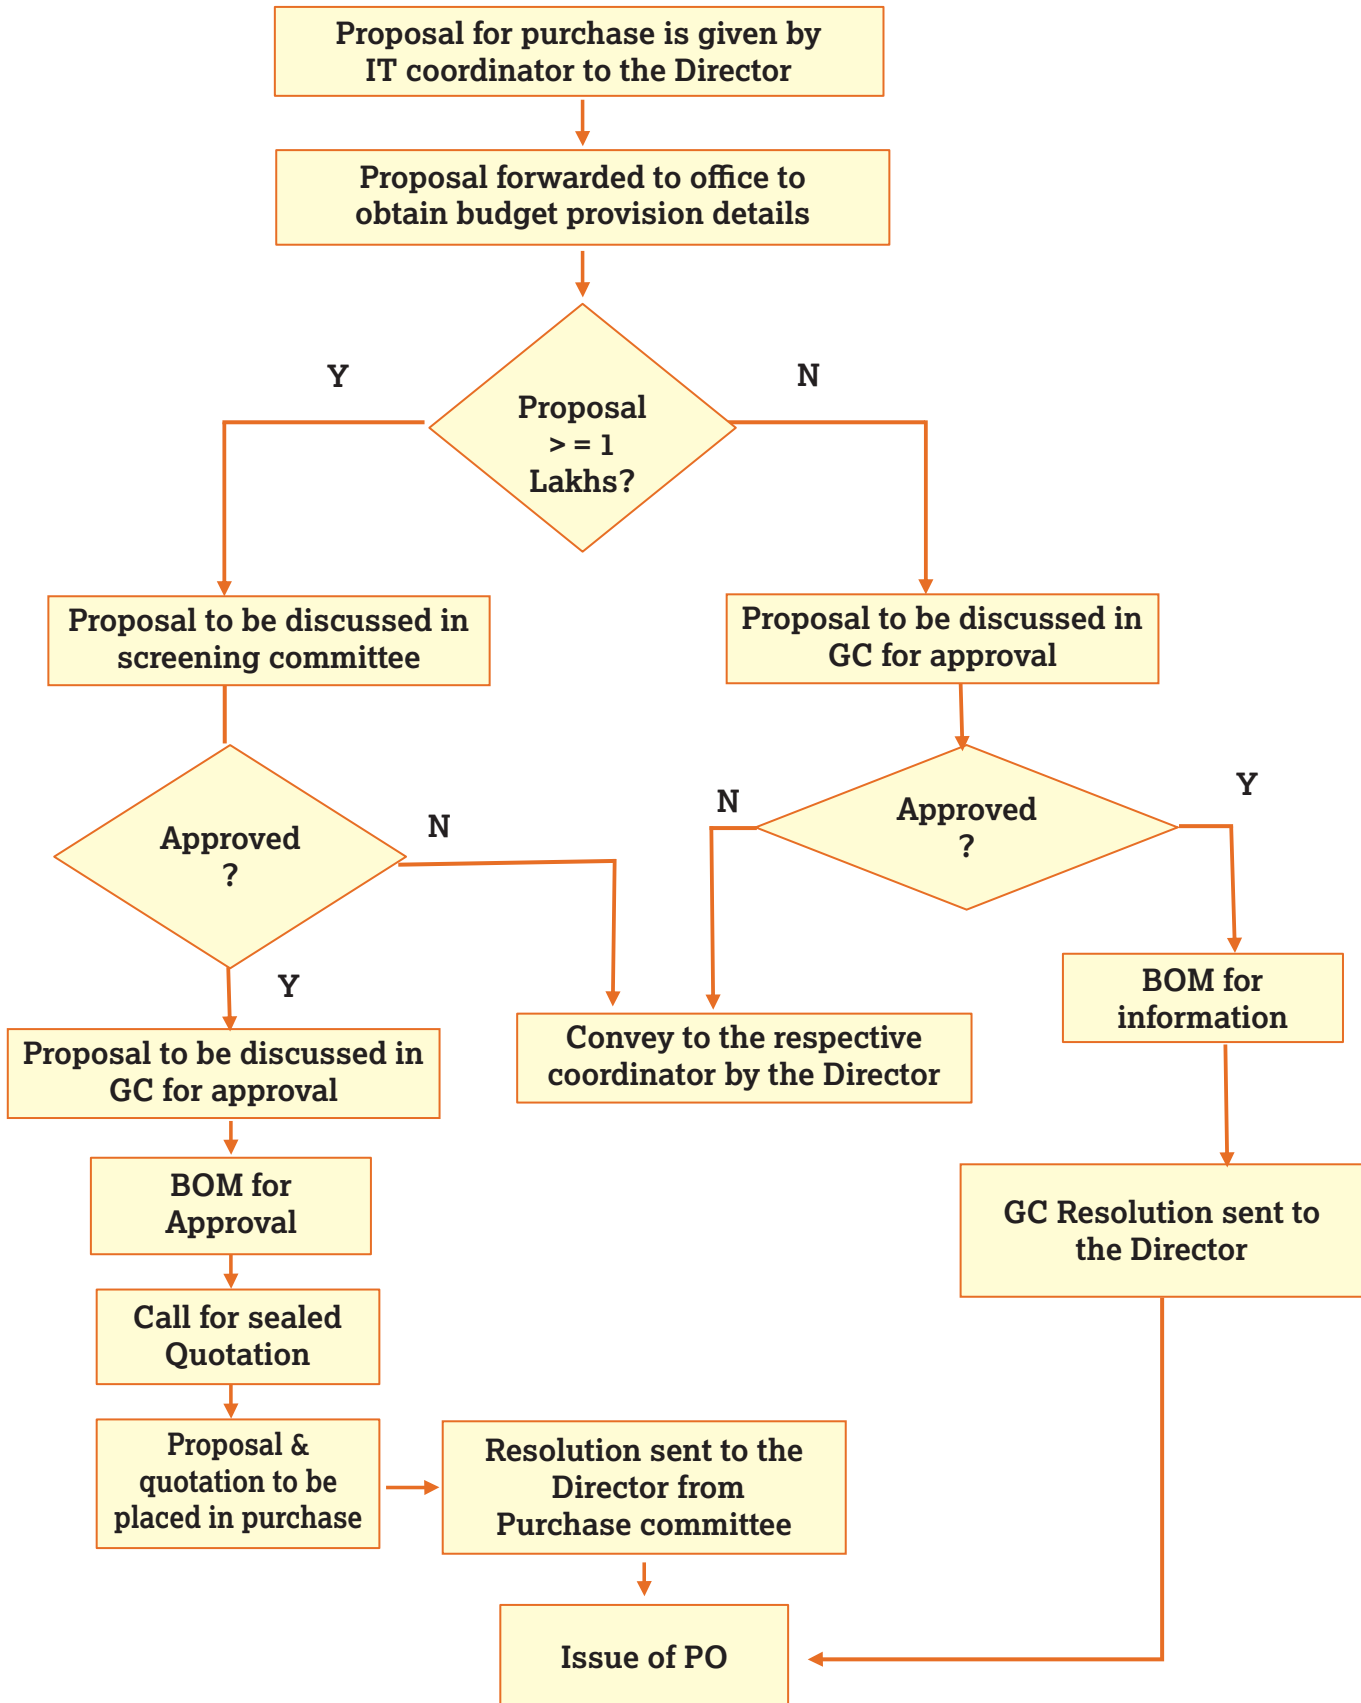 Proposal for purchase is given by
IT coordinator to the Director
Proposal forwarded to office to
obtain budget provision details
Y
N
Proposal
> = 1
Lakhs?
Proposal to be discussed in
screening committee
Proposal to be discussed in
GC for approval
Approved
?
N
N
Approved
?
Y
Y
Proposal to be discussed in
GC for approval
Convey to the respective
coordinator by the Director
BOM for
information
BOM for
Approval
GC Resolution sent to
the Director
Call for sealed
Quotation
Proposal &
quotation to be
placed in purchase
Resolution sent to the
Director from
Purchase committee
Issue of PO